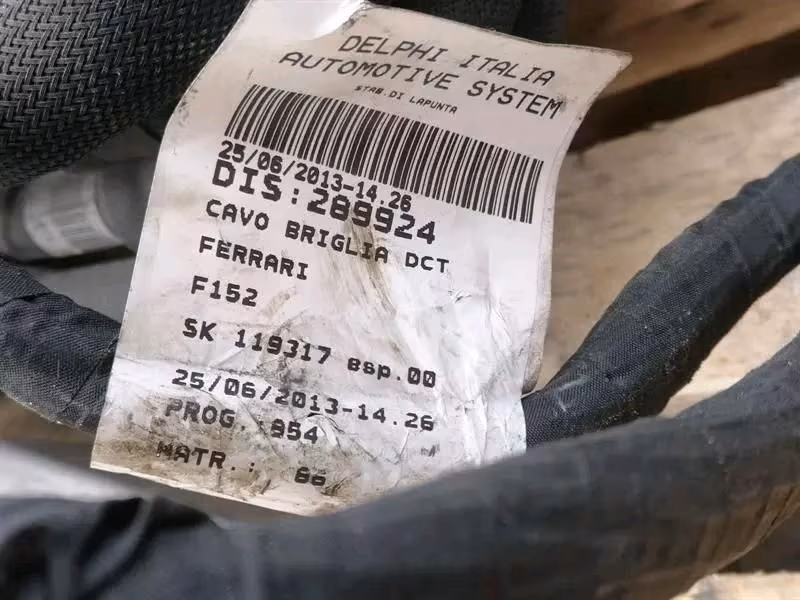 DELPHI ITALIA
AUTOMOTIVE SYSTEM
STAB.DI LAPUNTA
25/06/2013-14.26
DIS:289924
CAVO BRIGLIA DCT
FERRARI
F152
SK 119317 esp.00
25/06/2013-14.26
PROG.:954
MATR.: 66